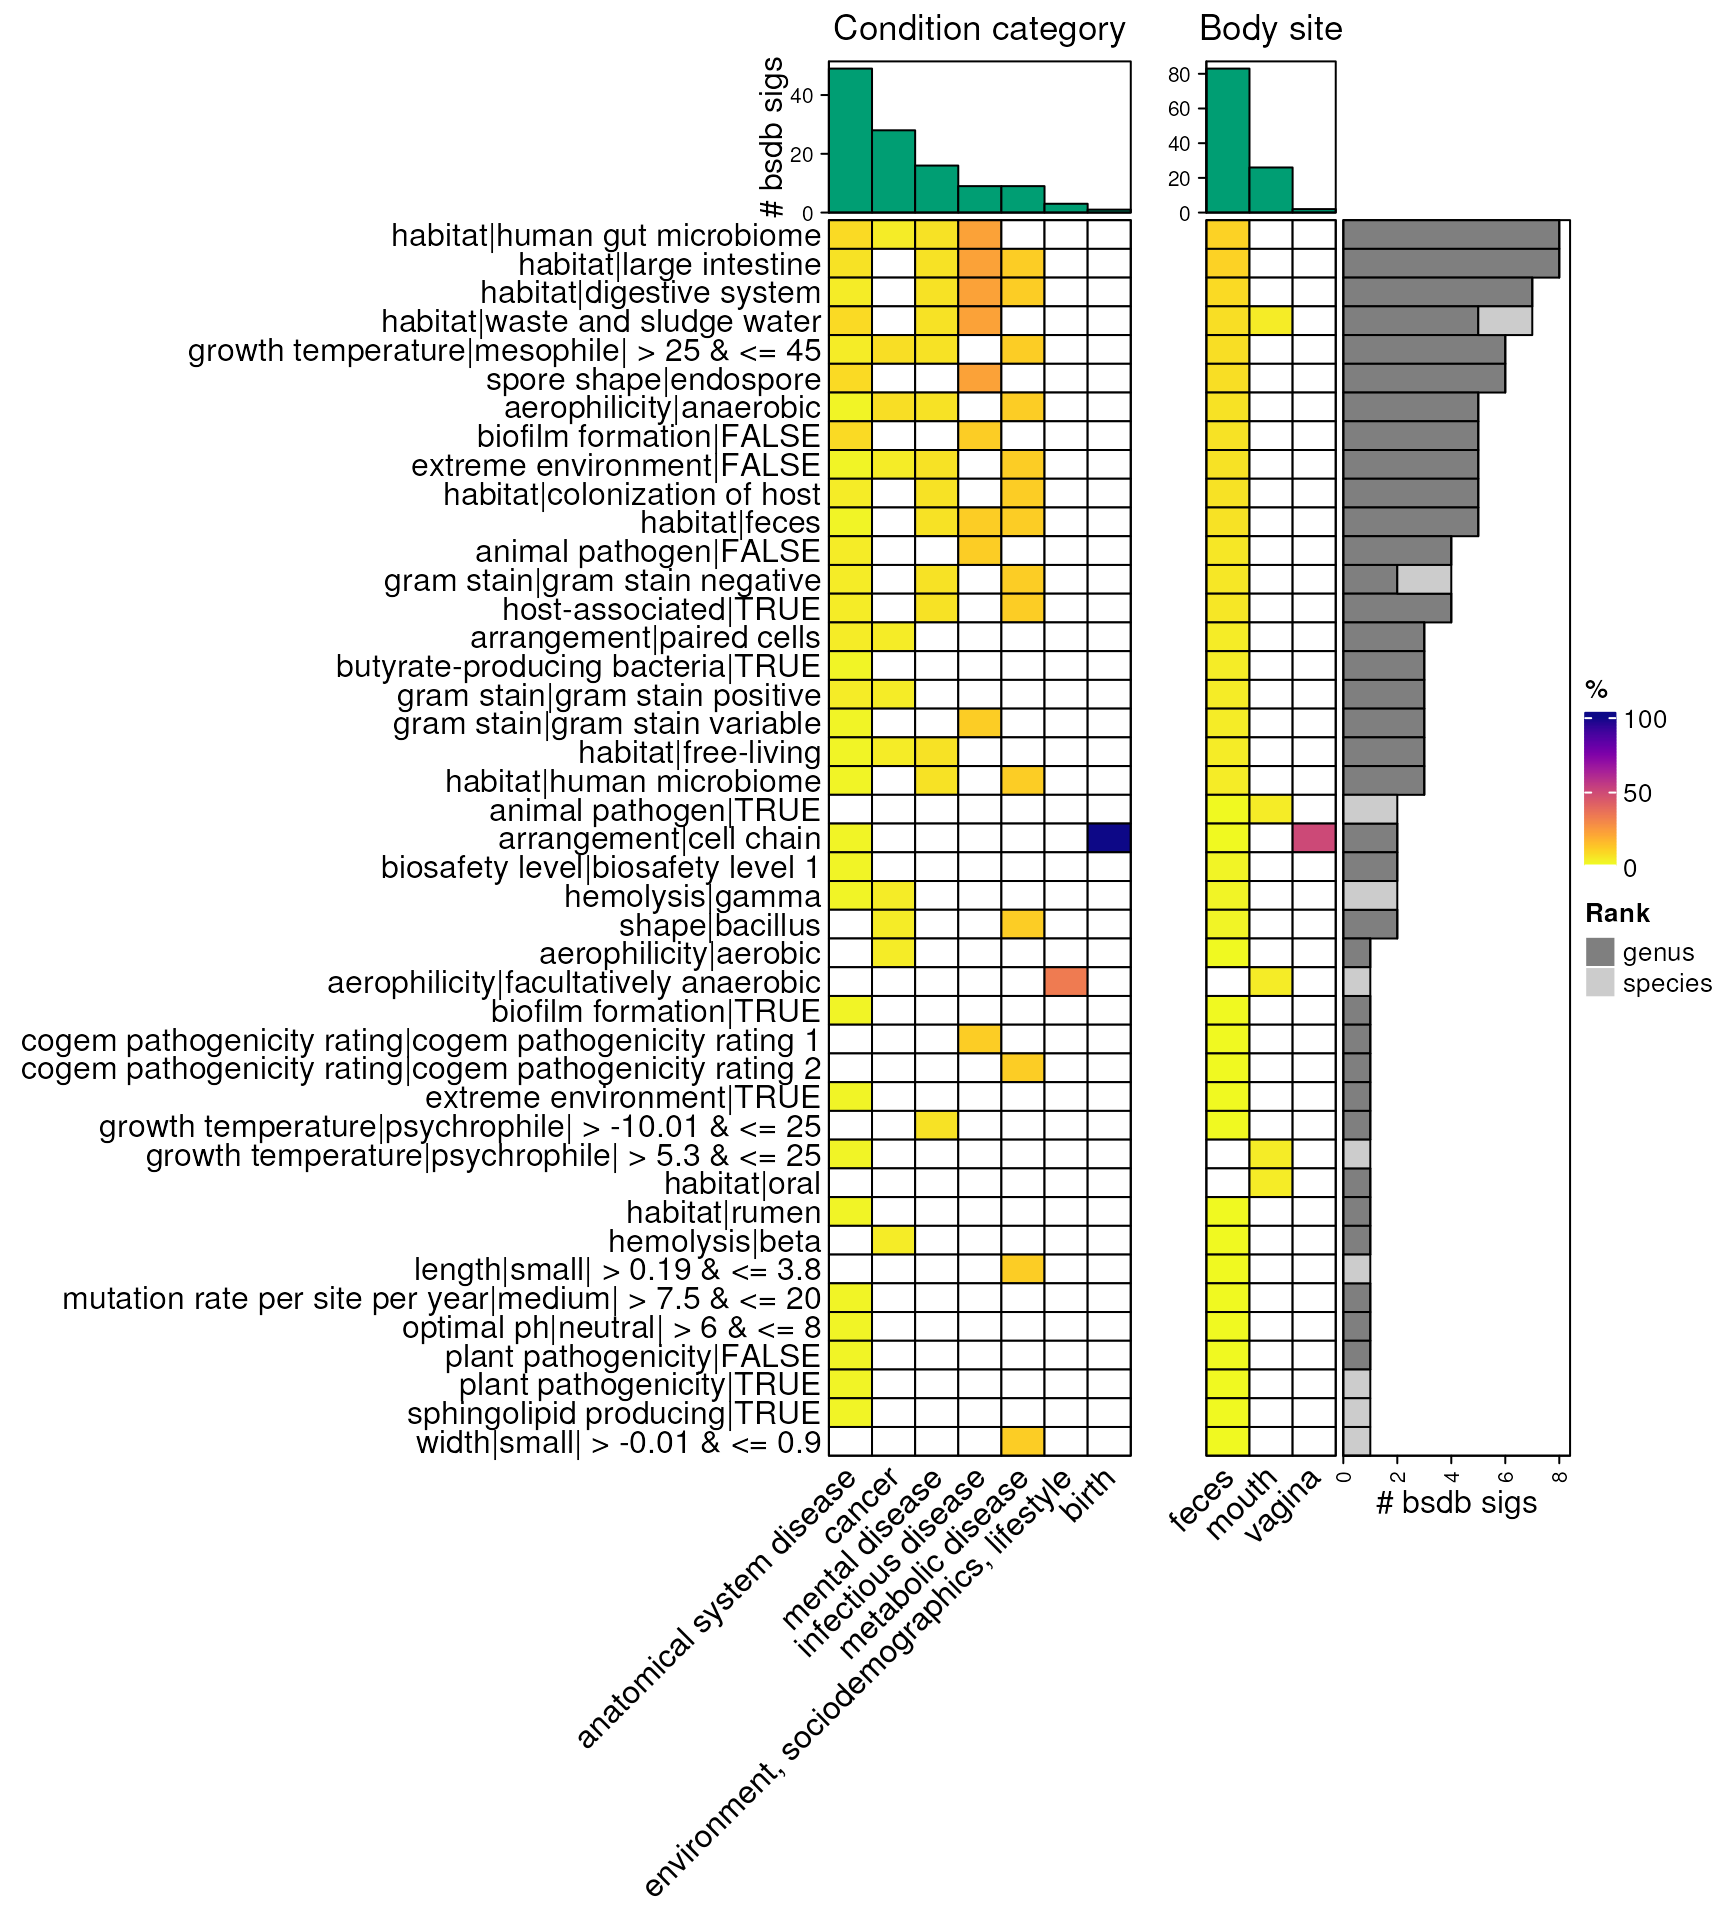 Condition category
Body site
# bsdb sigs
40
20
0
80
60
40
20
0
habitat|human gut microbiome
habitat|large intestine
habitat|digestive system
habitat|waste and sludge water
growth temperature|mesophile| > 25 & <= 45
spore shape|endospore
aerophilicity|anaerobic
biofilm formation|FALSE
extreme environment|FALSE
habitat|colonization of host
habitat|feces
animal pathogen|FALSE
gram stain|gram stain negative
host-associated|TRUE
arrangement|paired cells
butyrate-producing bacteria|TRUE
gram stain|gram stain positive
gram stain|gram stain variable
habitat|free-living
habitat|human microbiome
animal pathogen|TRUE
arrangement|cell chain
biosafety level|biosafety level 1
hemolysis|gamma
shape|bacillus
aerophilicity|aerobic
aerophilicity|facultatively anaerobic
biofilm formation|TRUE
cogem pathogenicity rating|cogem pathogenicity rating 1
cogem pathogenicity rating|cogem pathogenicity rating 2
extreme environment|TRUE
growth temperature|psychrophile| > -10.01 & <= 25
growth temperature|psychrophile| > 5.3 & <= 25
habitat|oral
habitat|rumen
hemolysis|beta
length|small| > 0.19 & <= 3.8
mutation rate per site per year|medium| > 7.5 & <= 20
optimal ph|neutral| > 6 & <= 8
plant pathogenicity|FALSE
plant pathogenicity|TRUE
sphingolipid producing|TRUE
width|small| > -0.01 & <= 0.9
anatomical system disease
cancer
mental disease
infectious disease
metabolic disease
environment, sociodemographics, lifestyle
birth
feces
mouth
vagina
0
2
4
6
8
# bsdb sigs
%
100
50
0
Rank
genus
species